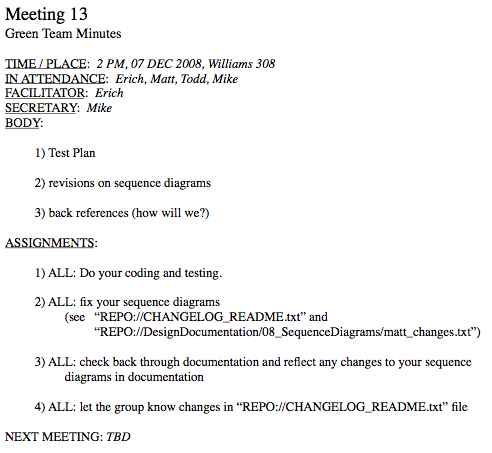 Meeting 13
Green Team Minutes
TIME / PLACE: 2 PM, 07 DEC 2008, Williams 308
IN ATTENDANCE: Erich, Matt, Todd, Mike
FACILITATOR: Erich
SECRETARY: Mike
BODY:
1) Test Plan
2) revisions on sequence diagrams
3) back references (how will we?)
ASSIGNMENTS:
1) ALL: Do your coding and testing.
2) ALL: fix your sequence diagrams
(see “REPO://CHANGELOG_README.txt” and
“REPO://DesignDocumentation/08_SequenceDiagrams/matt_changes.txt”)
3) ALL: check back through documentation and reflect any changes to your sequence
diagrams in documentation
4) ALL: let the group know changes in “REPO://CHANGELOG_README.txt” file
NEXT MEETING: TBD